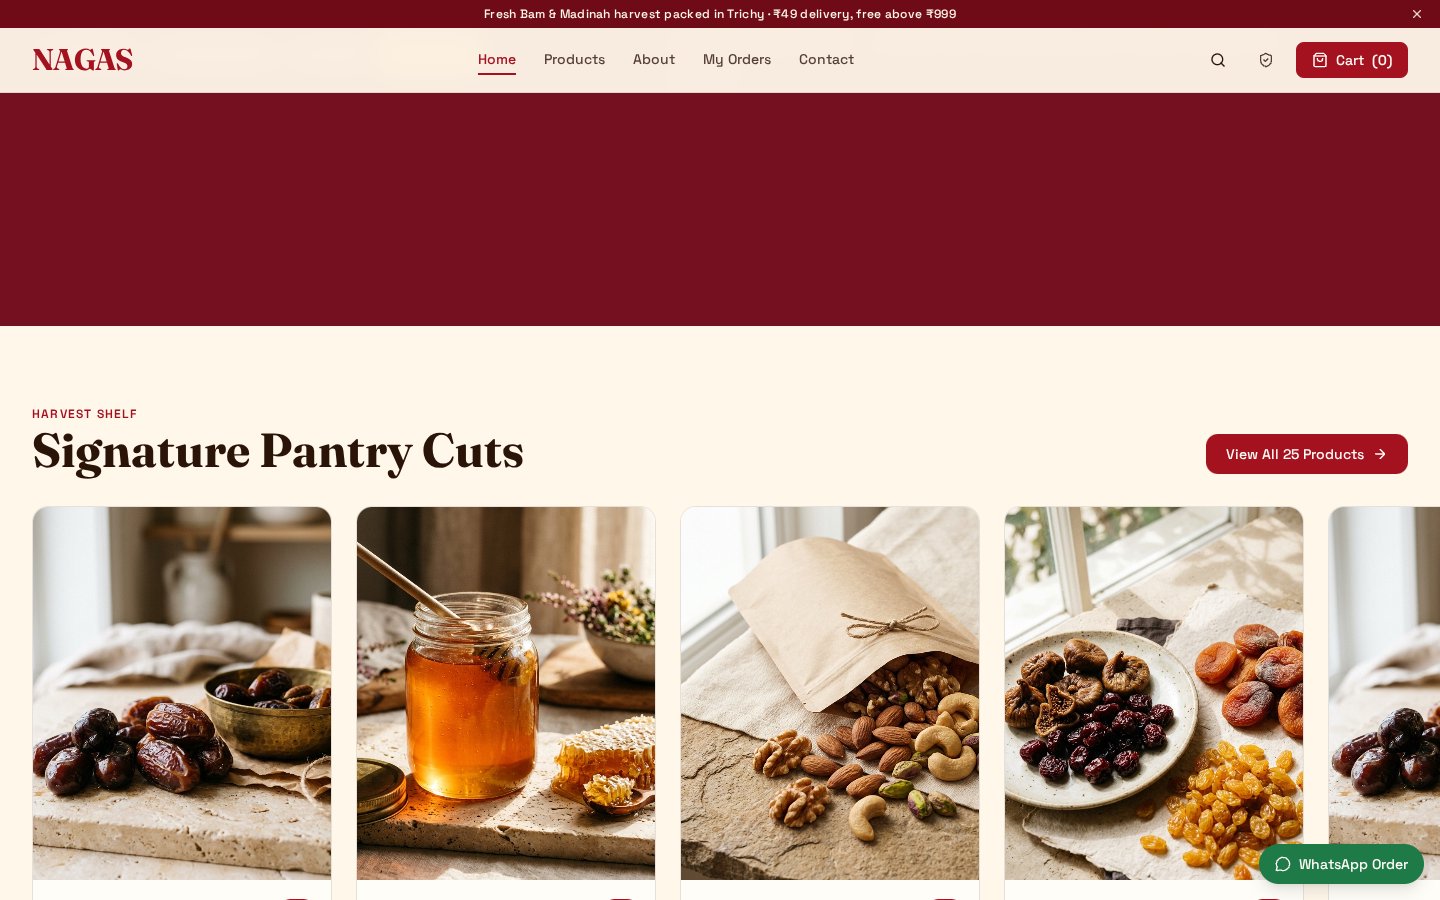 Fresh Bam & Madinah harvest packed in Trichy · ₹49 delivery, free above ₹999
NAGAS
Home
Products
About
My Orders
Contact
Cart (0)
HARVEST SHELF
Signature Pantry Cuts
View All 25 Products
WhatsApp Order